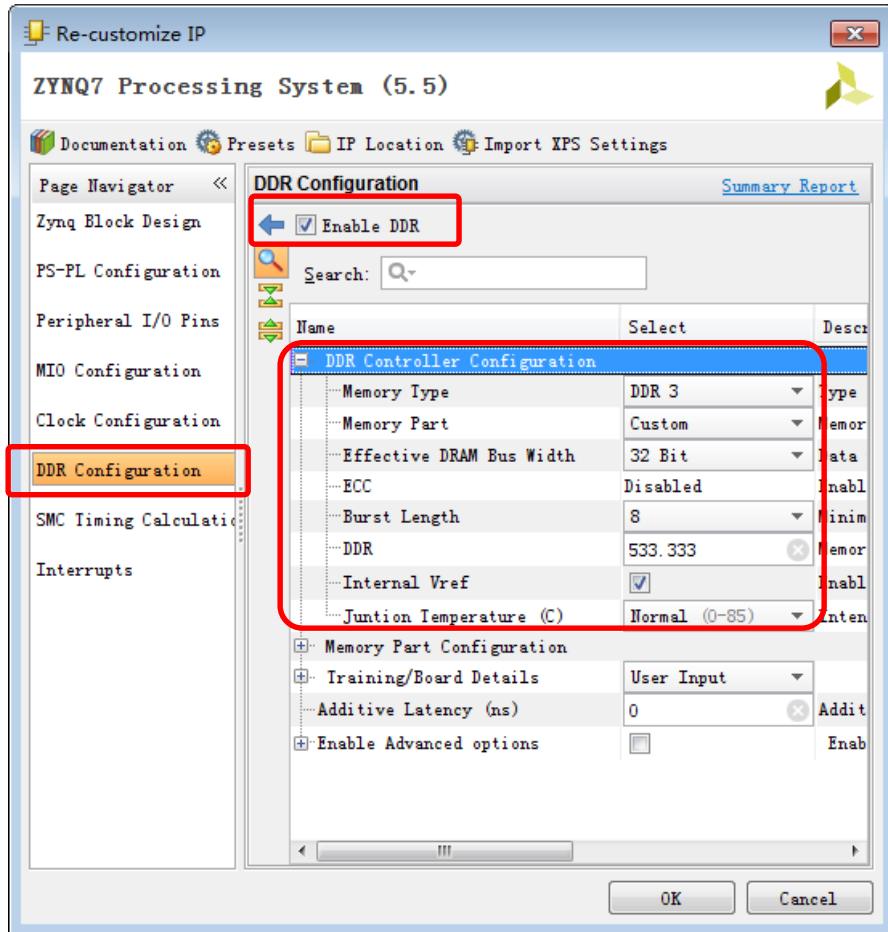 Re-customize IP
ZYNQ7 Processing System (5.5)
Documentation Presets IP Location Import XPS Settings
Page Navigator «
Zynq Block Design
PS-PL Configuration
Peripheral I/O Pins
MIO Configuration
Clock Configuration
DDR Configuration
SMC Timing Calculatio
Interrupts
DDR Configuration Summary Report
Enable DDR
Search:
Name Select Descr
DDR Controller Configuration
Memory Type DDR 3 Type
Memory Part Custom Memor
Effective DRAM Bus Width 32 Bit Data
ECC Disabled Enabl
Burst Length 8 Minim
DDR 533.333 Memor
Internal Vref Enabl
Juntion Temperature (C) Normal (0-85) Inten
Memory Part Configuration
Training/Board Details User Input
Additive Latency (ns) 0 Addit
Enable Advanced options Enab
OK Cancel